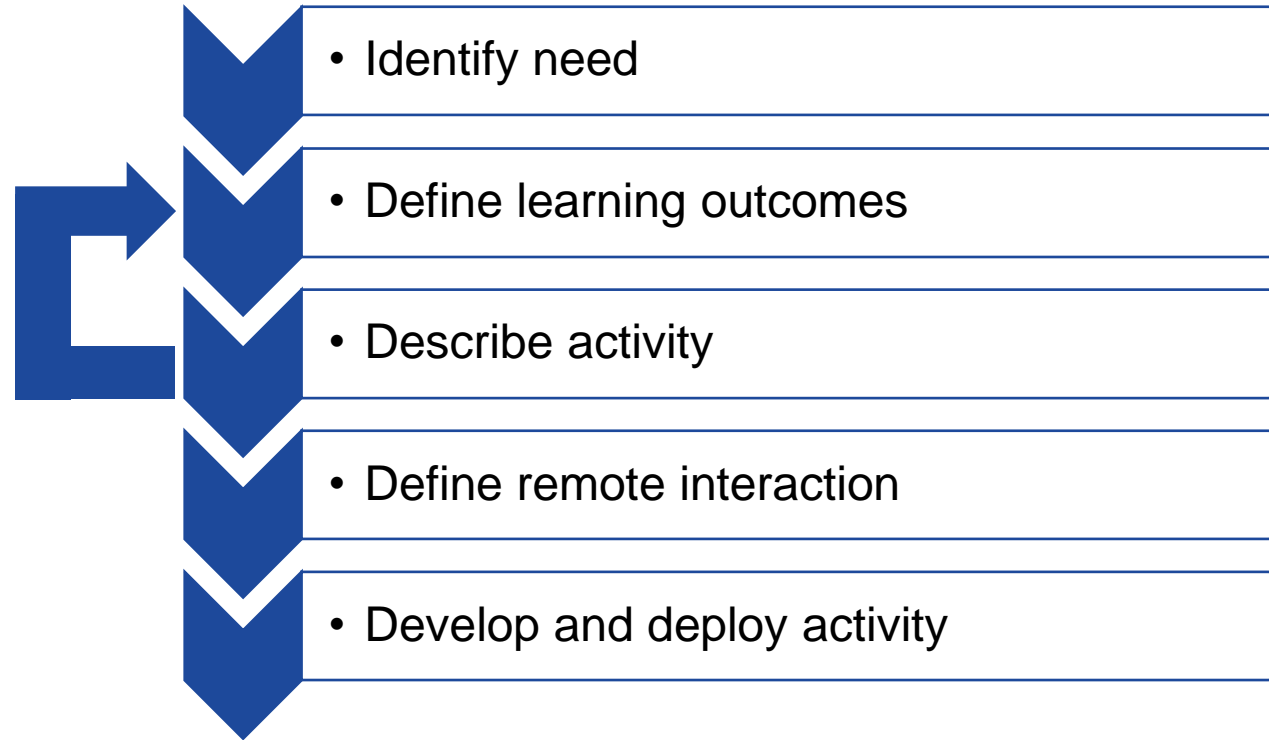 • Identify need
• Define learning outcomes
• Describe activity
• Define remote interaction
• Develop and deploy activity